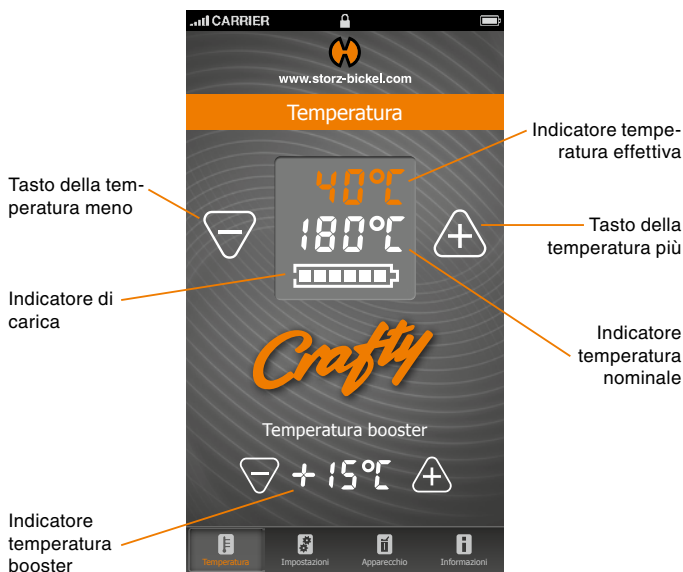 CARRIER
www.storz-bickel.com
Temperatura
Indicatore tempe-
ratura effettiva
40°C
Tasto della tem-
peratura meno
180°C
Tasto della
temperatura più
Indicatore di
carica
Indicatore
temperatura
nominale
Crafty
Temperatura booster
+15°C
Indicatore
temperatura
booster
Temperatura
Impostazioni
Apparecchio
Informazioni